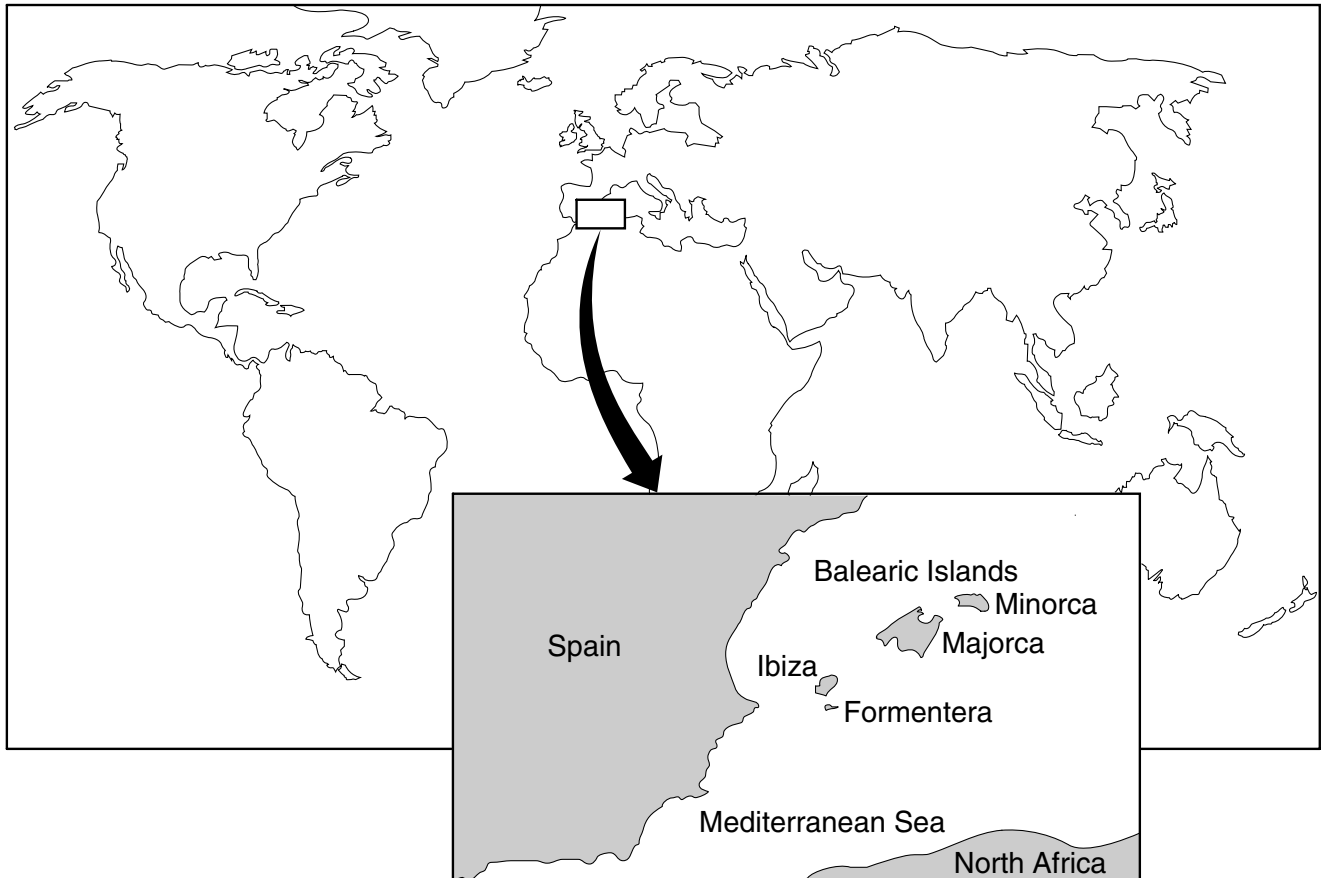 Balearic Islands
Minorca
Majorca
Spain
Ibiza
Formentera
Mediterranean Sea
North Africa